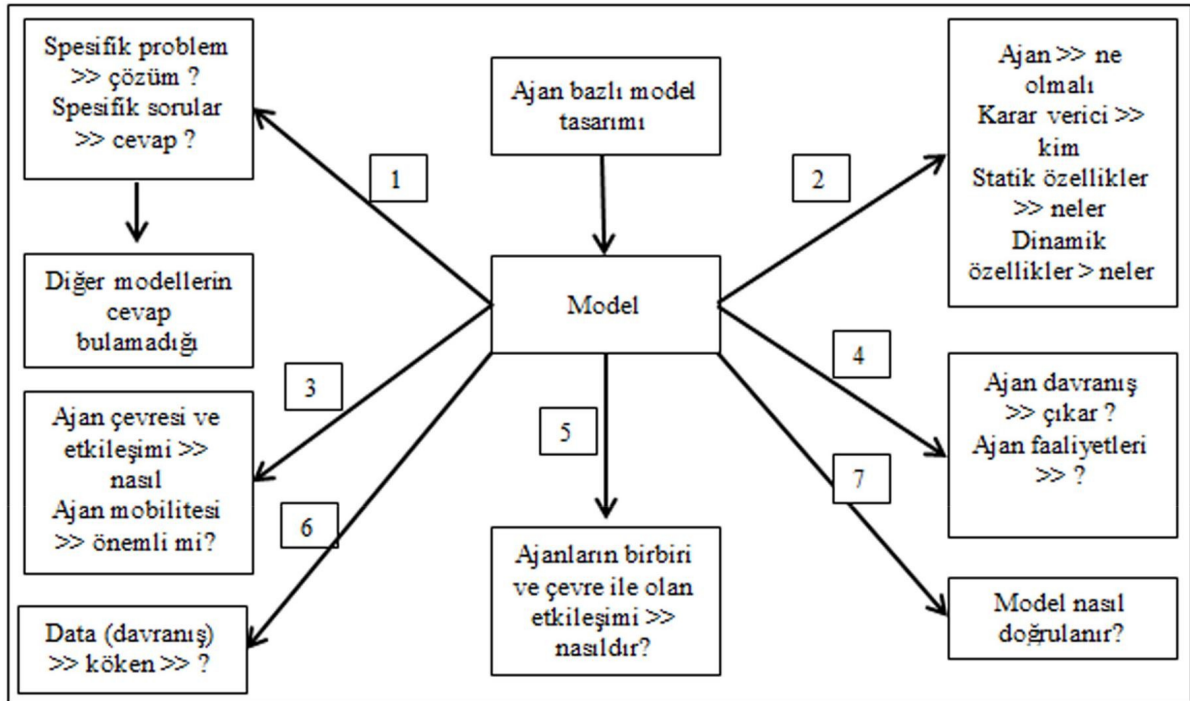 Spesifik problem
>> çözüm ?
Spesifik sorular
>> cevap ?
Ajan bazlı model
tasarımı
Ajan >> ne
olmalı
Karar verici >>
kim
Statik özellikler
>> neler
Dinamik
özellikler > neler
1
2
Diğer modellerin
cevap
bulamadığı
Model
3
4
Ajan çevresi ve
etkileşimi >>
nasıl
Ajan mobilitesi
>> önemli mi?
5
Ajan davranış
>> çıkar ?
Ajan faaliyetleri
>> ?
6
7
Ajanların birbiri
ve çevre ile olan
etkileşimi >>
nasıldır?
Data (davranış)
>> köken >> ?
Model nasıl
doğrulanır?